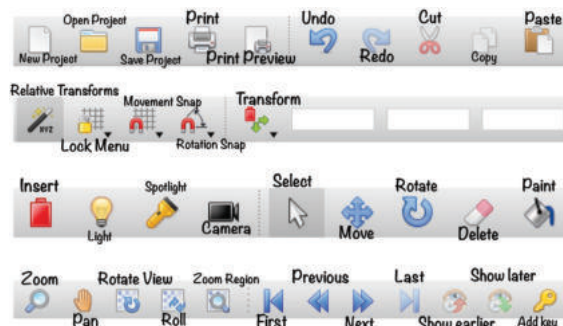 Open Project Print Undo Cut Paste
New Project Save Project Print Preview Redo Copy
Relative Transforms Movement Snap Transform
XYZ
Lock Menu Rotation Snap
Insert Spotlight Select Rotate Paint
Light Camera Move Delete
Zoom Rotate View Zoom Region Previous Last Show later
Pan Roll First Next Show earlier Add key